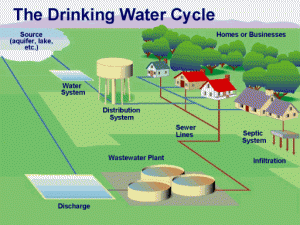 The Drinking Water Cycle
Source
(aquifer, lake,
etc.)
Homes or Businesses
Water
System
Distribution
System
Sewer
Lines
Septic
System
Wastewater Plant
Infiltration
Discharge